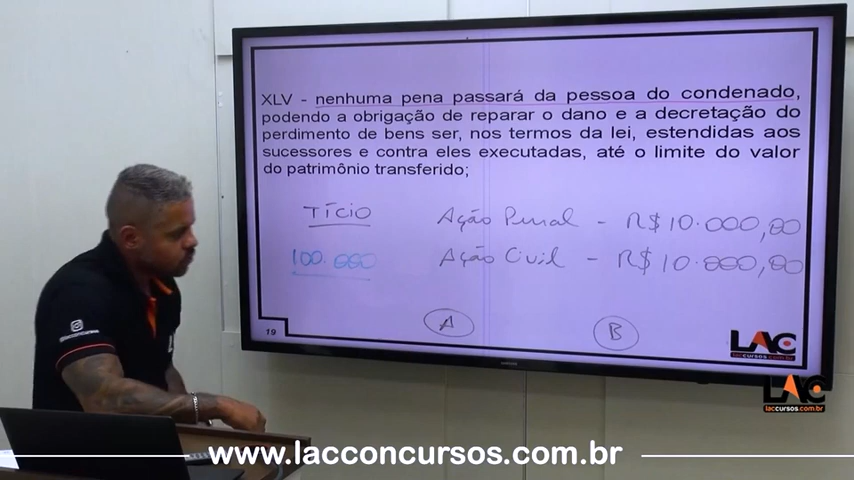 XLV - nenhuma pena passará da pessoa do condenado,
podendo a obrigação de reparar o dano e a decretação do
perdimento de bens ser, nos termos da lei, estendidas aos
sucessores e contra eles executadas, até o limite do valor
do patrimônio transferido;
TÍCIO Ação Penal - R$ 10.000,00
100.000 Ação Civil - R$ 10.000,00
A B
19
LAC
laccursos.com.br
LAC
laccursos.com.br
www.lacconcursos.com.br